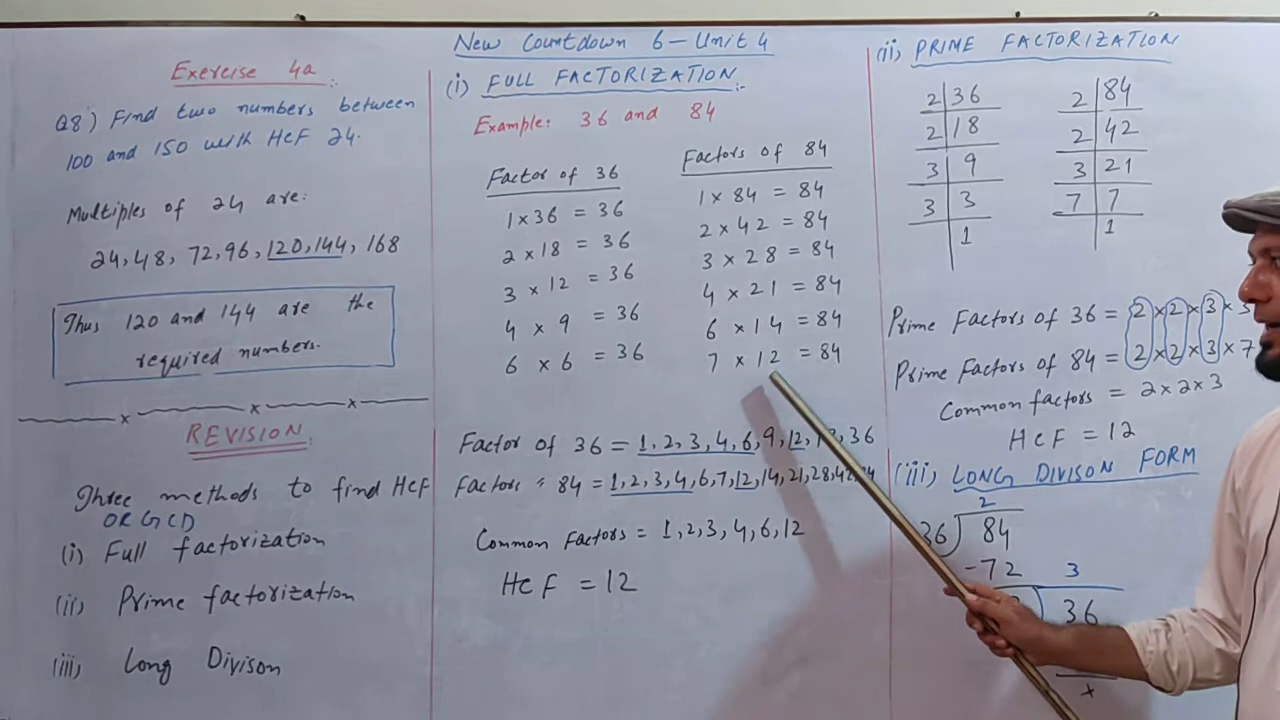 New Countdown 6 - Unit 4
Exercise 4a
Q8) Find two numbers between
100 and 150 with HCF 24.
Multiples of 24 are:
24, 48, 72, 96, 120, 144, 168
Thus 120 and 144 are the
required numbers.
REVISION
Three methods to find HCF
OR GCD
(i) Full factorization
(ii) Prime factorization
(iii) Long Divison
(i) FULL FACTORIZATION:-
Example: 36 and 84
Factor of 36
1 x 36 = 36
2 x 18 = 36
3 x 12 = 36
4 x 9 = 36
6 x 6 = 36
Factors of 84
1 x 84 = 84
2 x 42 = 84
3 x 28 = 84
4 x 21 = 84
6 x 14 = 84
7 x 12 = 84
Factor of 36 = 1, 2, 3, 4, 6, 9, 12, 36
Factors " 84 = 1, 2, 3, 4, 6, 7, 12, 14, 21, 28, 42
Common Factors = 1, 2, 3, 4, 6, 12
HCF = 12
(ii) PRIME FACTORIZATION
2 | 36
2 | 18
3 | 9
3 | 3
| 1
2 | 84
2 | 42
3 | 21
7 | 7
| 1
Prime Factors of 36 = 2 x 2 x 3 x 3
Prime Factors of 84 = 2 x 2 x 3 x 7
Common factors = 2 x 2 x 3
HCF = 12
(iii) LONG DIVISON FORM
2
36 ) 84
-72 3
36
x